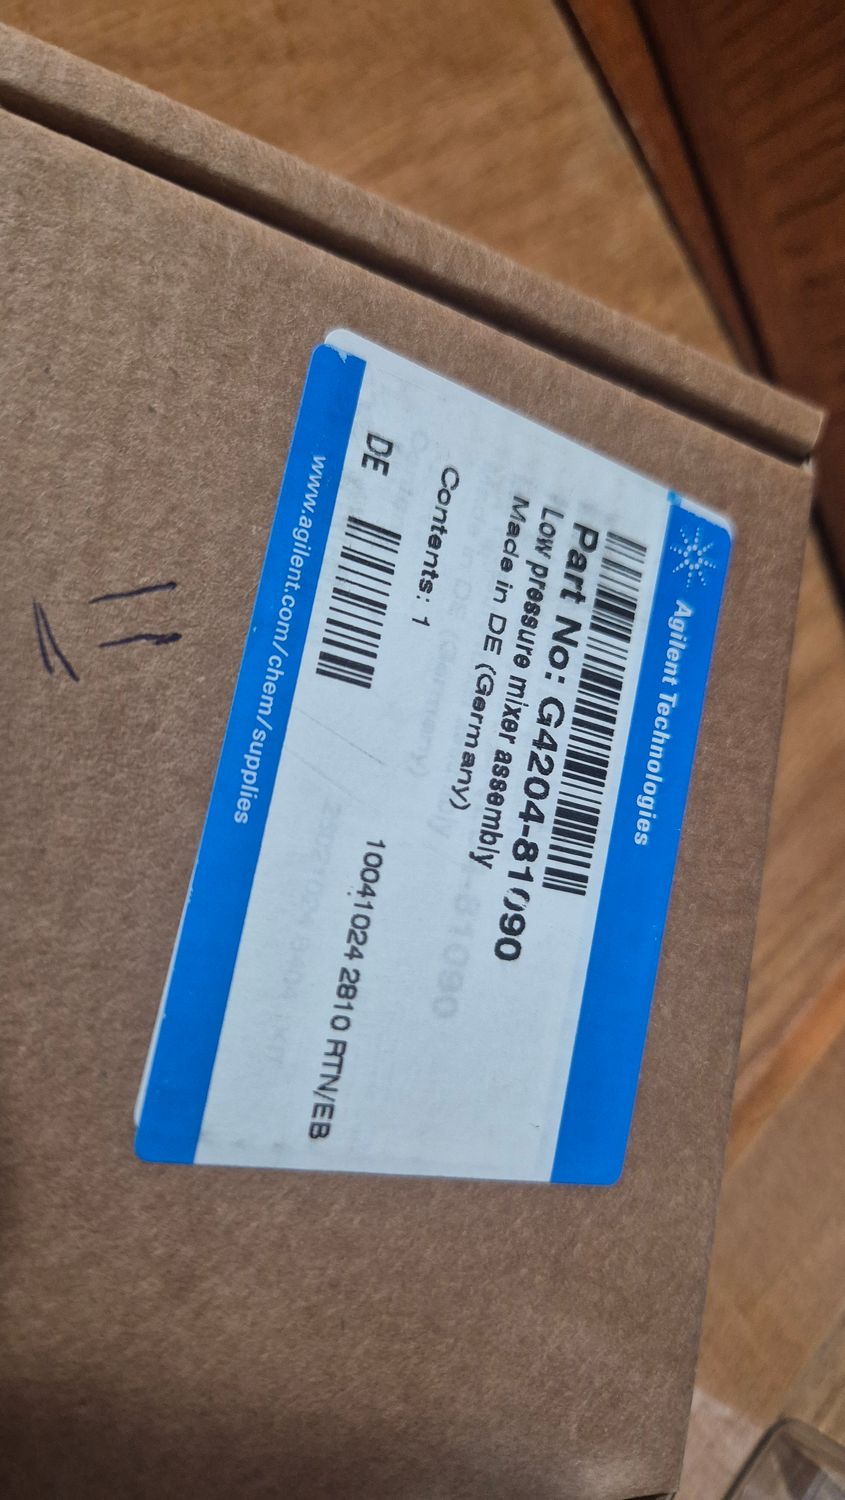 Agilent Technologies
Part No: G4204-81090
Low pressure mixer assembly
Made in DE (Germany)
Contents: 1
DE
10041024 2810 RTN/EB
www.agilent.com/chem/supplies